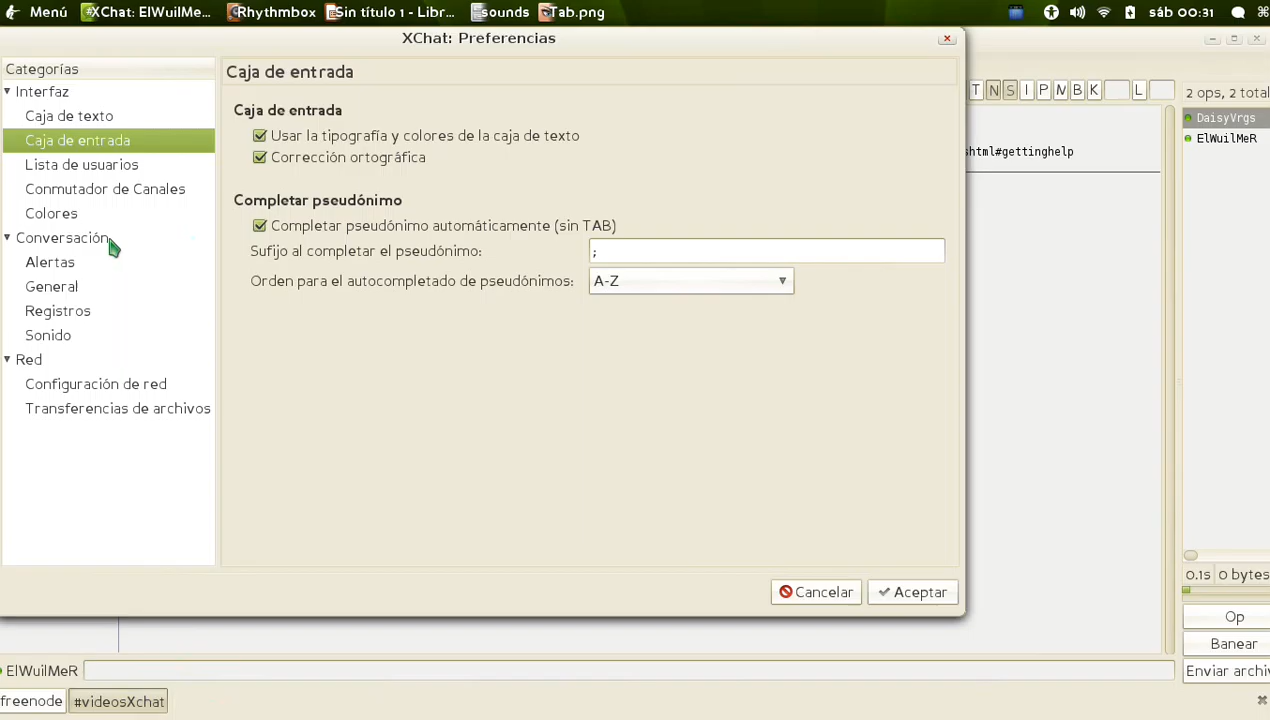 Menú #XChat: ElWuilMe... Rhythmbox Sin título 1 - Libr... sounds Tab.png sáb 00:31
XChat: Preferencias
Categorías
Interfaz
Caja de texto
Caja de entrada
Lista de usuarios
Conmutador de Canales
Colores
Conversación
Alertas
General
Registros
Sonido
Red
Configuración de red
Transferencias de archivos
Caja de entrada
Caja de entrada
Usar la tipografía y colores de la caja de texto
Corrección ortográfica
Completar pseudónimo
Completar pseudónimo automáticamente (sin TAB)
Sufijo al completar el pseudónimo: ;
Orden para el autocompletado de pseudónimos: A-Z
Cancelar Aceptar
T N S I P M B K L
shtml#gettinghelp
2 ops, 2 total
DaisyVrgs
ElWuilMeR
0.1s 0 bytes
Op
Banear
Enviar archi
ElWuilMeR
freenode #videosXchat